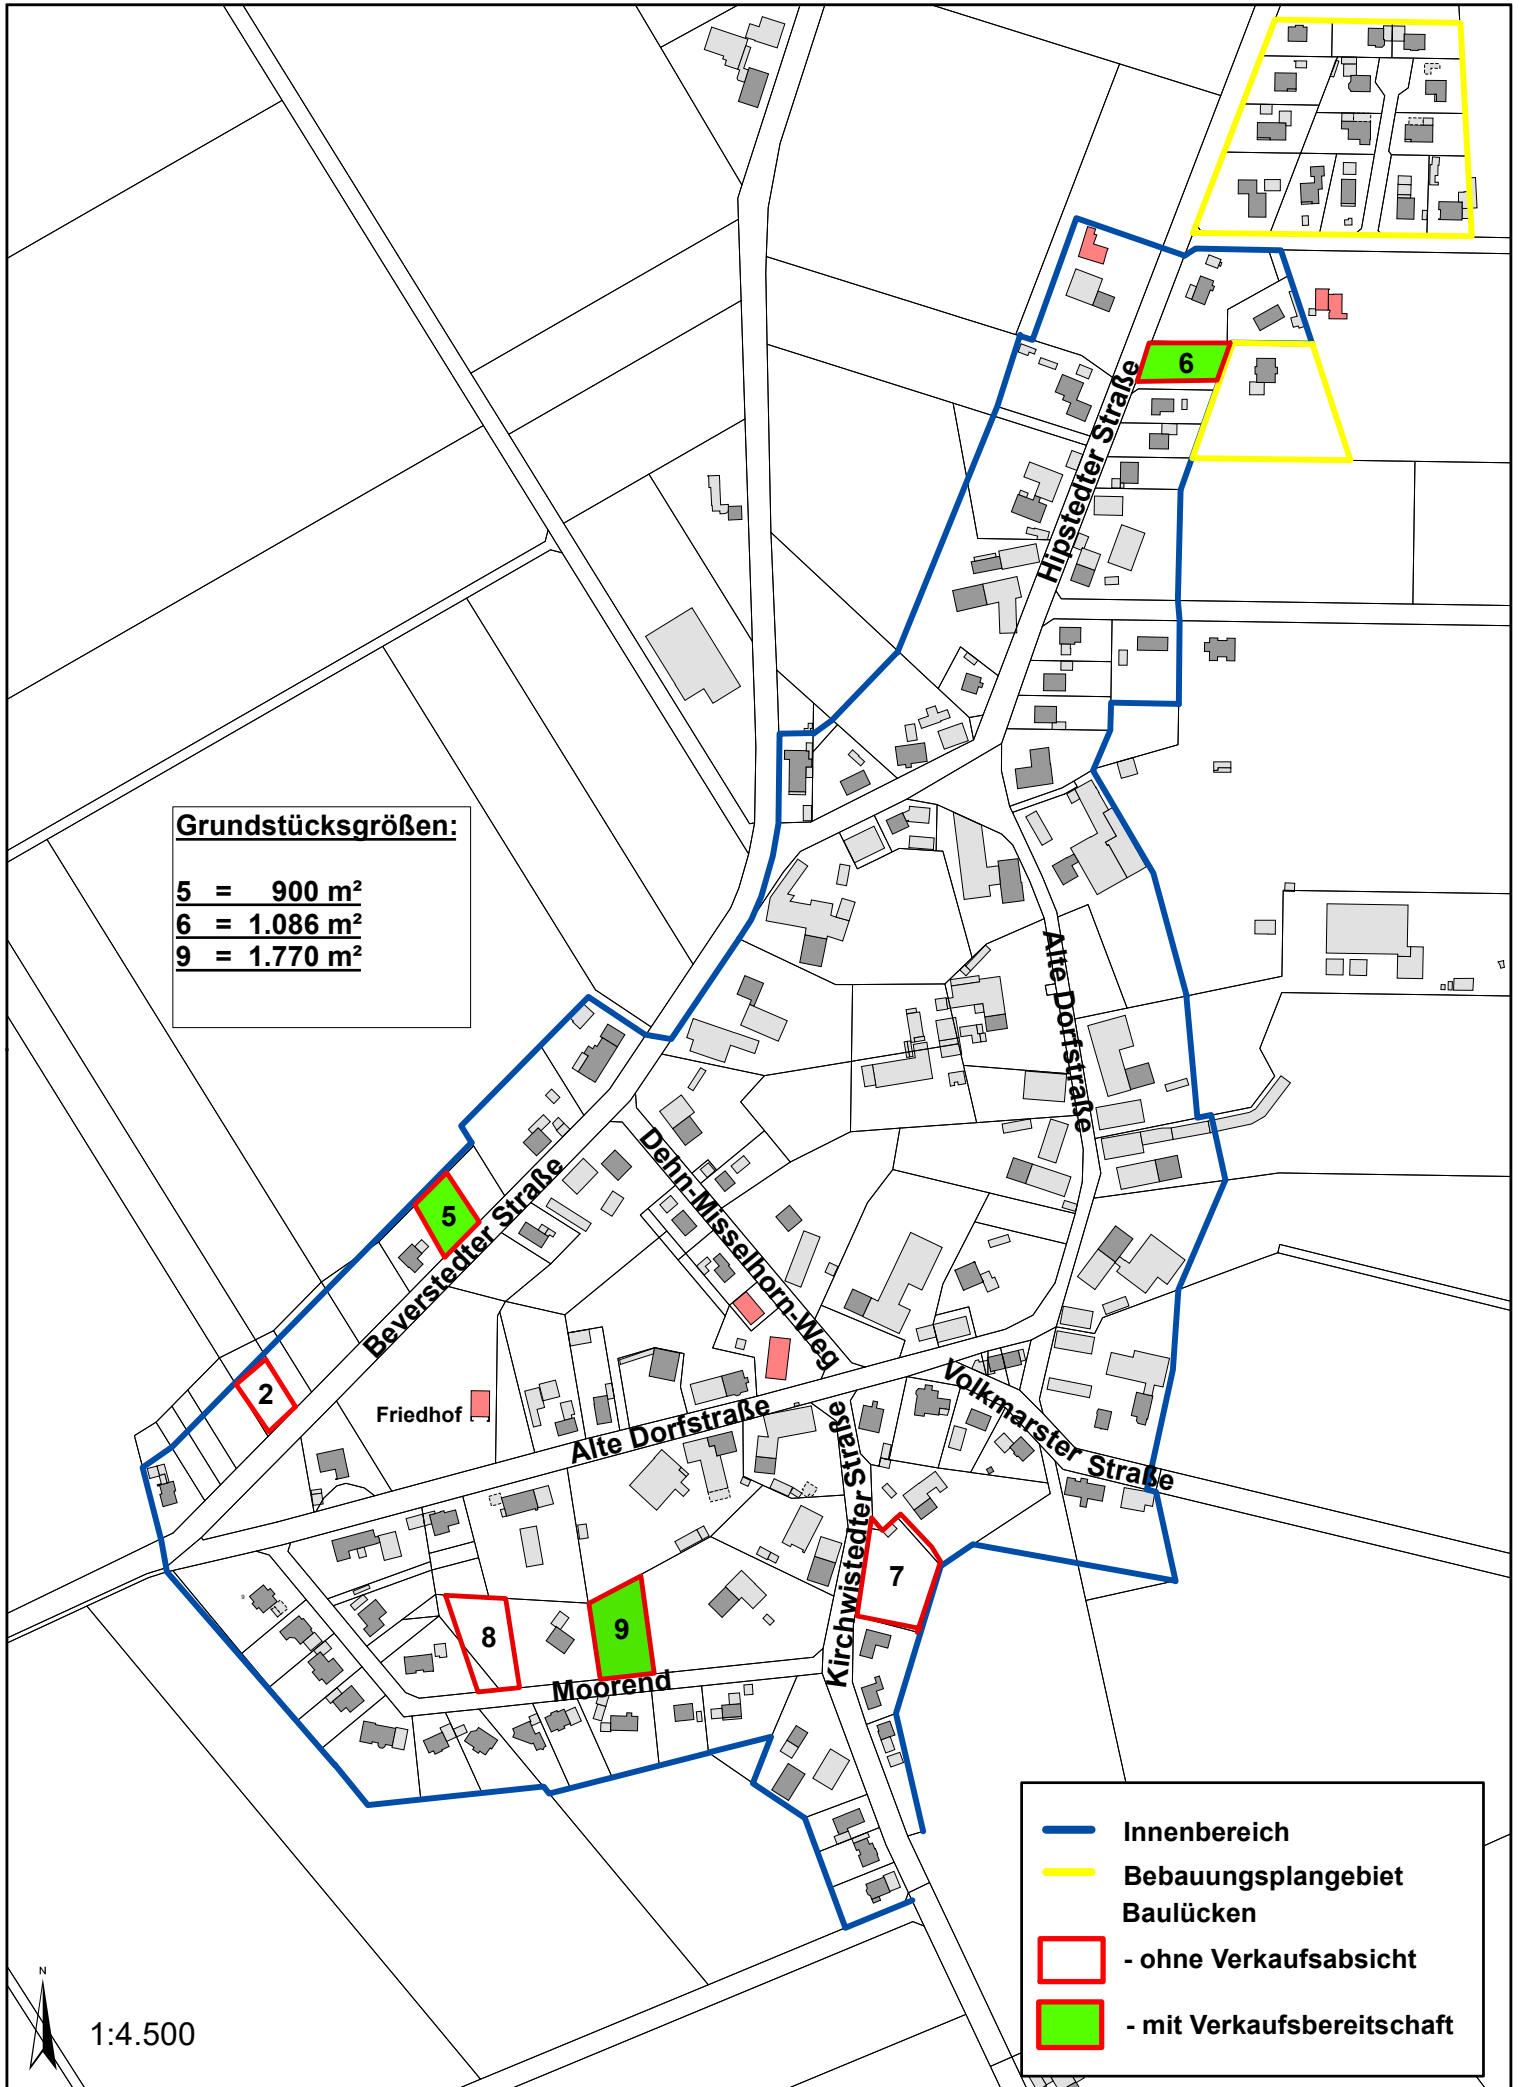 6
Hipstedter Straße
Grundstücksgrößen:
5 = 900 m²
6 = 1.086 m²
9 = 1.770 m²
Alte Dorfstraße
Dehn-Misselhorn-Weg
5
Beverstedter Straße
2
Friedhof
Alte Dorfstraße
Volkmarster Straße
Kirchwistedter Straße
7
8
9
Moorend
Innenbereich
Bebauungsplangebiet
Baulücken
- ohne Verkaufsabsicht
- mit Verkaufsbereitschaft
N
1:4.500